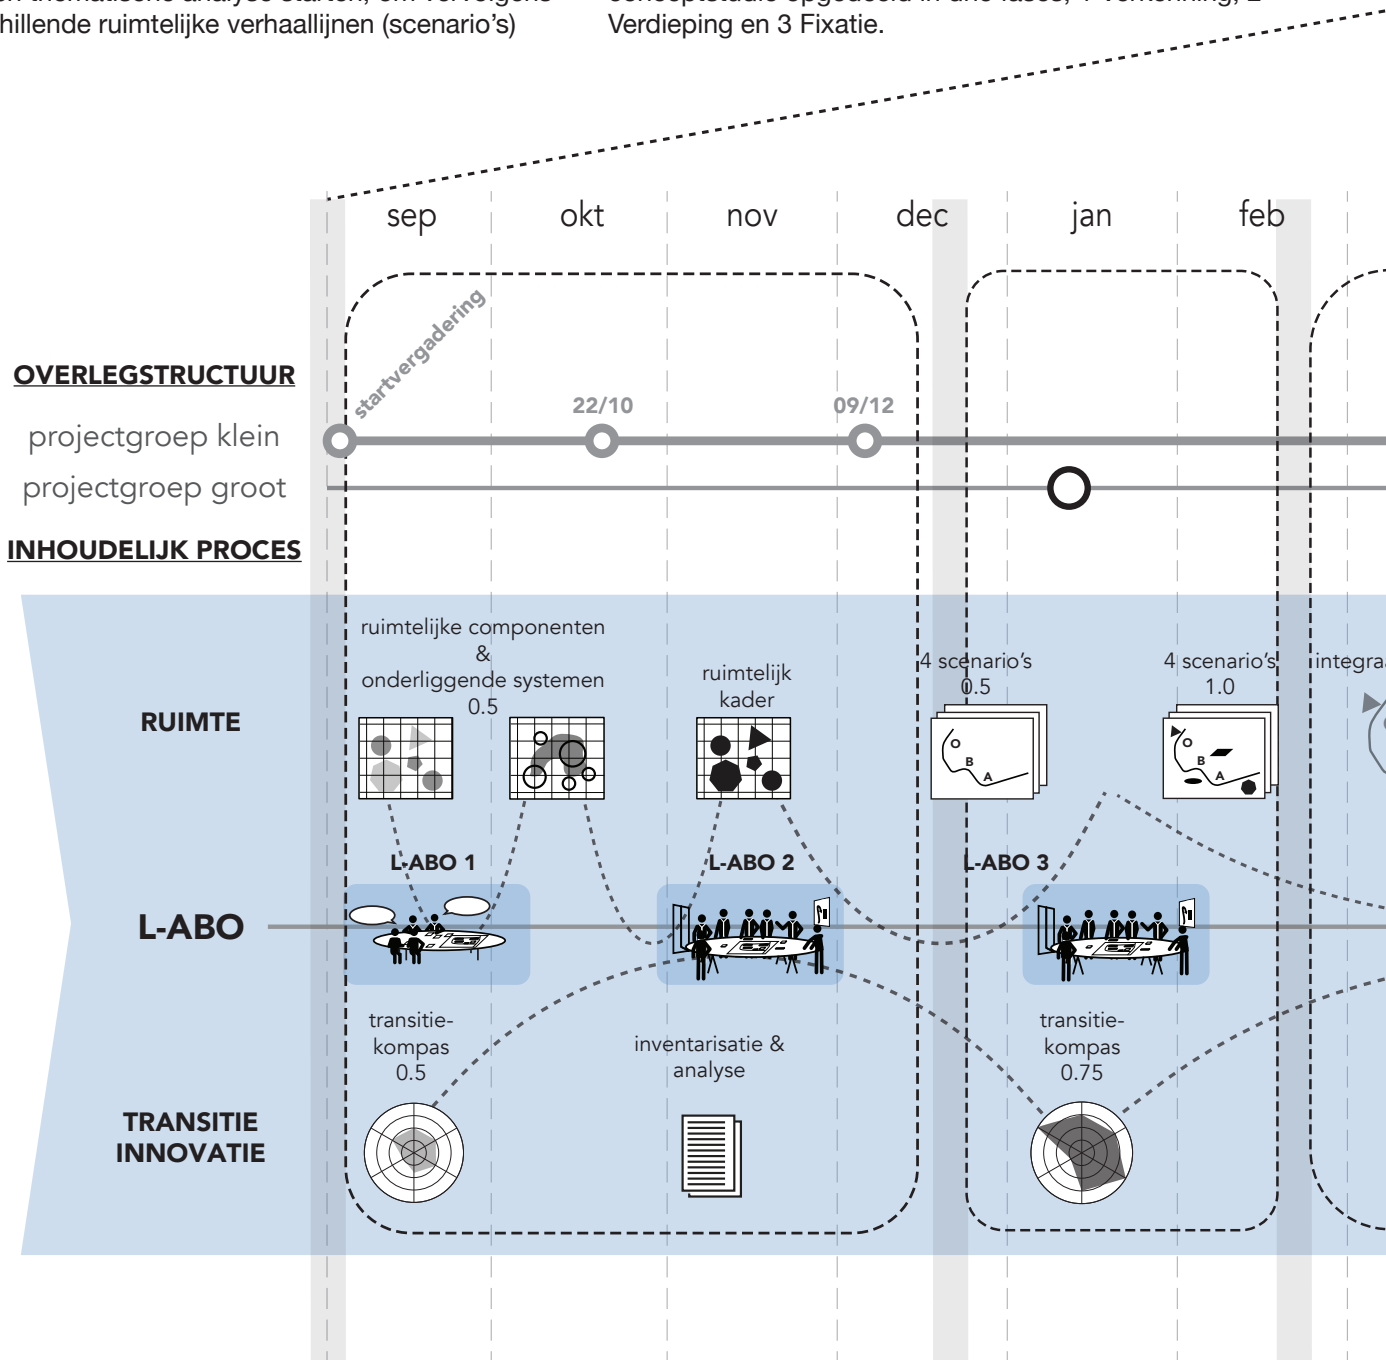 hillende ruimtelijke verhaallijnen (scenario's)
Verdieping en 3 Fixatie.
sep okt nov dec jan feb
startvergadering
OVERLEGSTRUCTUUR
22/10 09/12
projectgroep klein
projectgroep groot
INHOUDELIJK PROCES
ruimtelijke componenten
&
onderliggende systemen
0.5
ruimtelijk
kader
4 scenario's
0.5
4 scenario's
1.0
integraa
RUIMTE
O
B
A
O
B
A
L-ABO 1 L-ABO 2 L-ABO 3
L-ABO
transitie-
kompas
0.5
inventarisatie &
analyse
transitie-
kompas
0.75
TRANSITIE
INNOVATIE